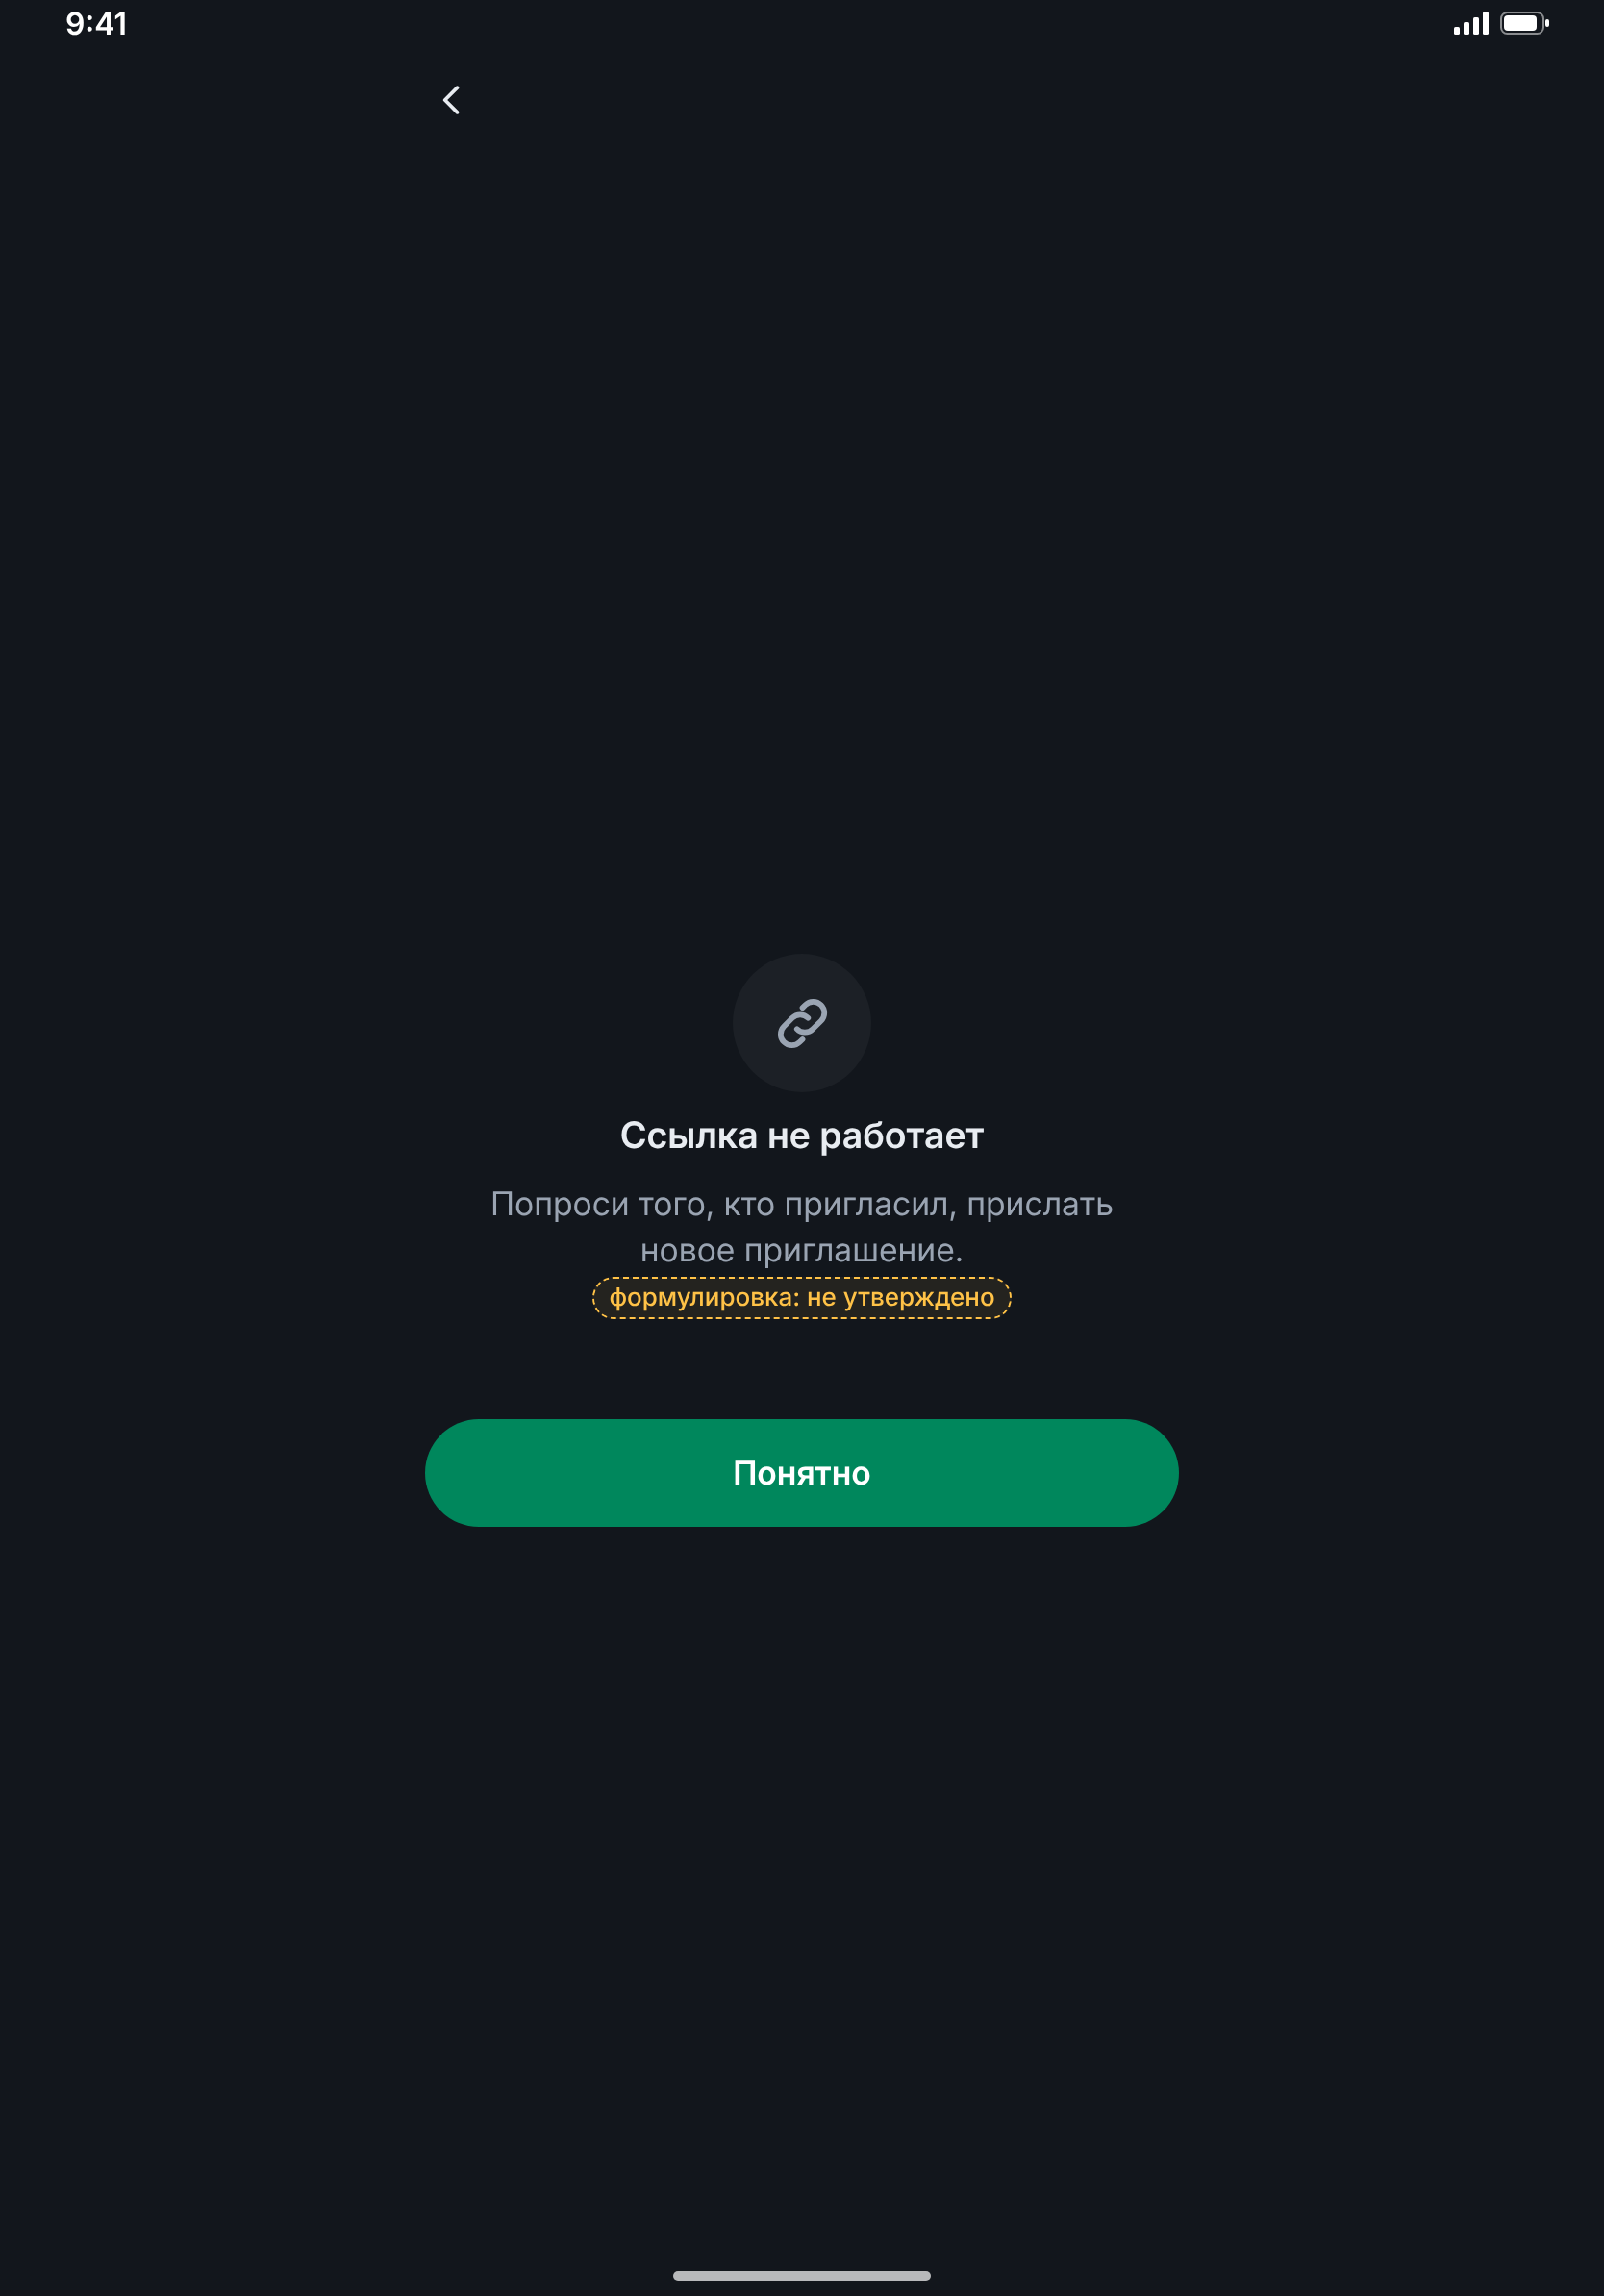 9:41
Ссылка не работает
Попроси того, кто пригласил, прислать
новое приглашение.
формулировка: не утверждено
Понятно